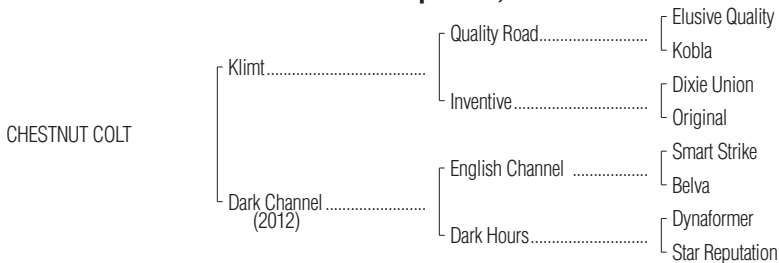 Elusive Quality
Quality Road
Kobla
Klimt
Dixie Union
Inventive
Original
CHESTNUT COLT
Smart Strike
English Channel
Belva
Dark Channel
(2012)
Dynaformer
Dark Hours
Star Reputation